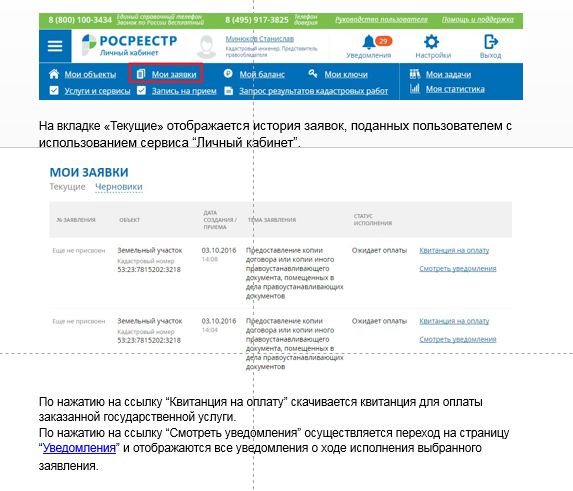 8 (800) 100-3434 Единый справочный телефон Звонок по России бесплатный 8 (495) 917-3825 Телефон доверия Руководство пользователя Помощь и поддержка
РОСРЕЕСТР
Личный кабинет
Минюхов Станислав
Кадастровый инженер, Представитель правообладателя
29
Уведомления Настройки Выход
Мои объекты Мои заявки Мой баланс Мои ключи Мои задачи
Услуги и сервисы Запись на прием Запрос результатов кадастровых работ Моя статистика
На вкладке «Текущие» отображается история заявок, поданных пользователем с
использованием сервиса “Личный кабинет”.
МОИ ЗАЯВКИ
Текущие Черновики
№ ЗАЯВЛЕНИЯ ОБЪЕКТ ДАТА СОЗДАНИЯ / ПРИЕМА ТЕМА ЗАЯВЛЕНИЯ СТАТУС ИСПОЛНЕНИЯ
Еще не присвоен Земельный участок 03.10.2016 Предоставление копии Ожидает оплаты Квитанция на оплату
Кадастровый номер 14:08 договора или копии иного
53:23:7815202:3218 правоустанавливающего Смотреть уведомления
документа, помещенных в
дела правоустанавливающих
документов
Еще не присвоен Земельный участок 03.10.2016 Предоставление копии Ожидает оплаты Квитанция на оплату
Кадастровый номер 14:04 договора или копии иного
53:23:7815202:3218 правоустанавливающего Смотреть уведомления
документа, помещенных в
дела правоустанавливающих
документов
По нажатию на ссылку “Квитанция на оплату” скачивается квитанция для оплаты
заказанной государственной услуги.
По нажатию на ссылку “Смотреть уведомления” осуществляется переход на страницу
“Уведомления” и отображаются все уведомления о ходе исполнения выбранного
заявления.